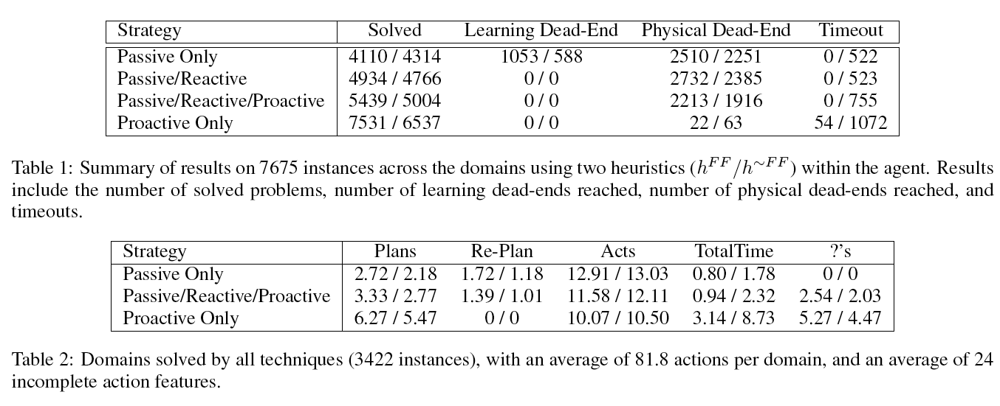 Strategy Solved Learning Dead-End Physical Dead-End Timeout
Passive Only 4110 / 4314 1053 / 588 2510 / 2251 0 / 522
Passive/Reactive 4934 / 4766 0 / 0 2732 / 2385 0 / 523
Passive/Reactive/Proactive 5439 / 5004 0 / 0 2213 / 1916 0 / 755
Proactive Only 7531 / 6537 0 / 0 22 / 63 54 / 1072
Table 1: Summary of results on 7675 instances across the domains using two heuristics (h^{FF}/h^{∼FF}) within the agent. Results
include the number of solved problems, number of learning dead-ends reached, number of physical dead-ends reached, and
timeouts.
Strategy Plans Re-Plan Acts TotalTime ?'s
Passive Only 2.72 / 2.18 1.72 / 1.18 12.91 / 13.03 0.80 / 1.78 0 / 0
Passive/Reactive/Proactive 3.33 / 2.77 1.39 / 1.01 11.58 / 12.11 0.94 / 2.32 2.54 / 2.03
Proactive Only 6.27 / 5.47 0 / 0 10.07 / 10.50 3.14 / 8.73 5.27 / 4.47
Table 2: Domains solved by all techniques (3422 instances), with an average of 81.8 actions per domain, and an average of 24
incomplete action features.